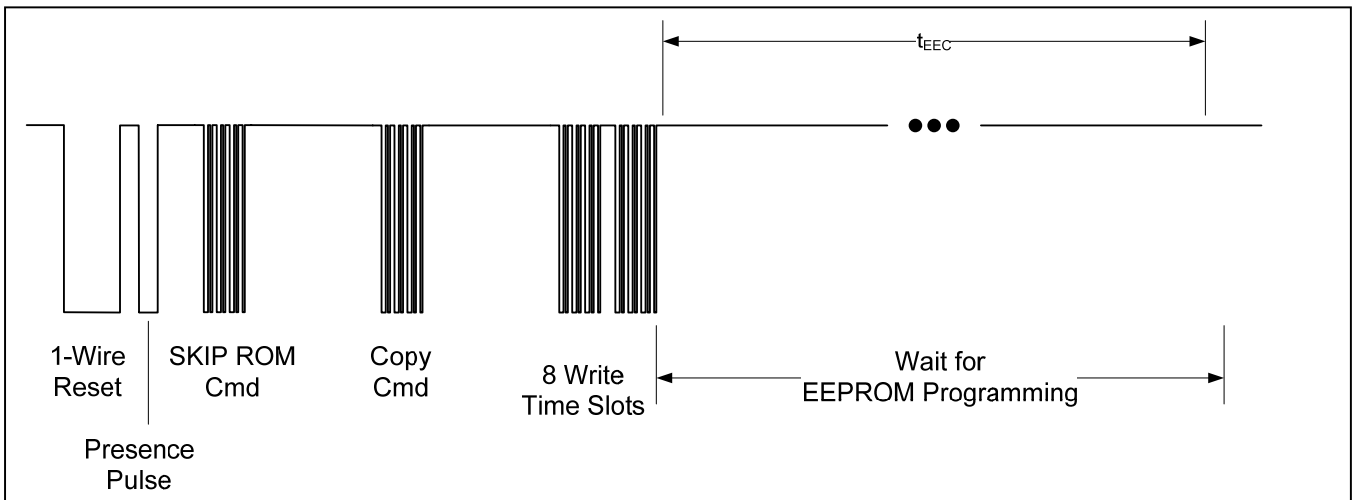 tEEC
1-Wire
Reset
SKIP ROM
Cmd
Copy
Cmd
8 Write
Time Slots
Wait for
EEPROM Programming
Presence
Pulse